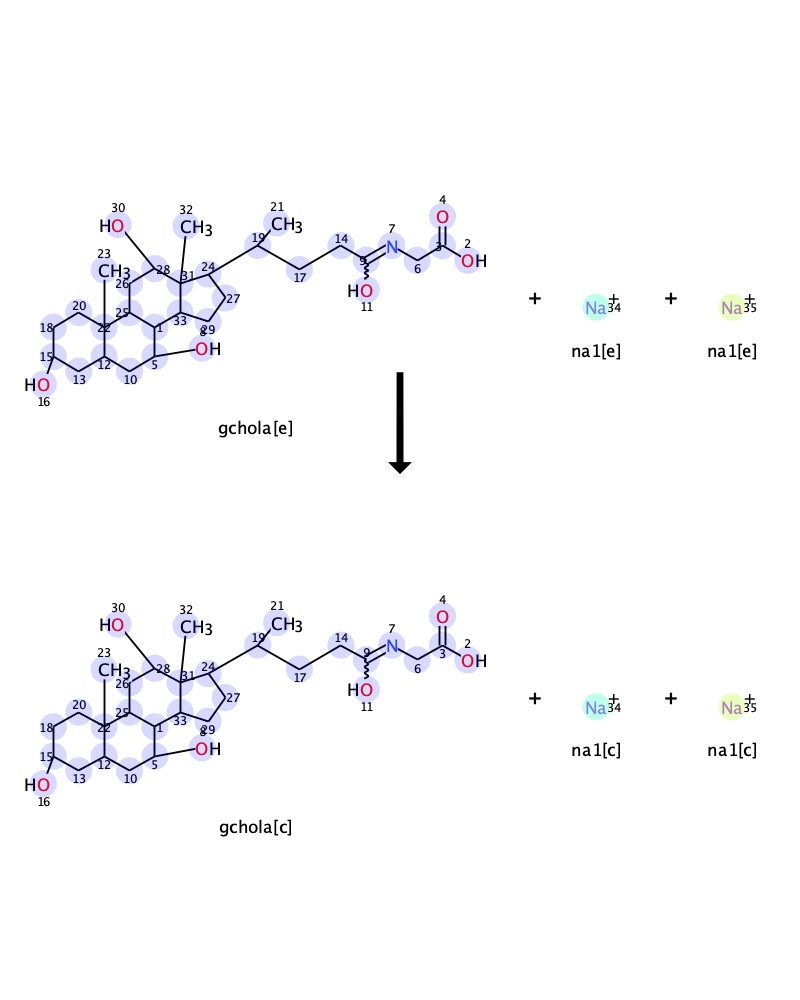 4
30 32 21
HO CH3 CH3 O
7
19 14 N 3 2
23 9 OH
CH3 28 24 6
26 31 17 HO
11
20 25 33 27
18 22 1 29
8
OH
15 12 5
13 10
HO
16
+ Na+ 34 + Na+ 35
na1[e] na1[e]
gchola[e]
4
30 32 21
HO CH3 CH3 O
7
19 14 N 3 2
23 9 OH
CH3 28 24 6
26 31 17 HO
11
20 25 33 27
18 22 1 29
8
OH
15 12 5
13 10
HO
16
+ Na+ 34 + Na+ 35
na1[c] na1[c]
gchola[c]